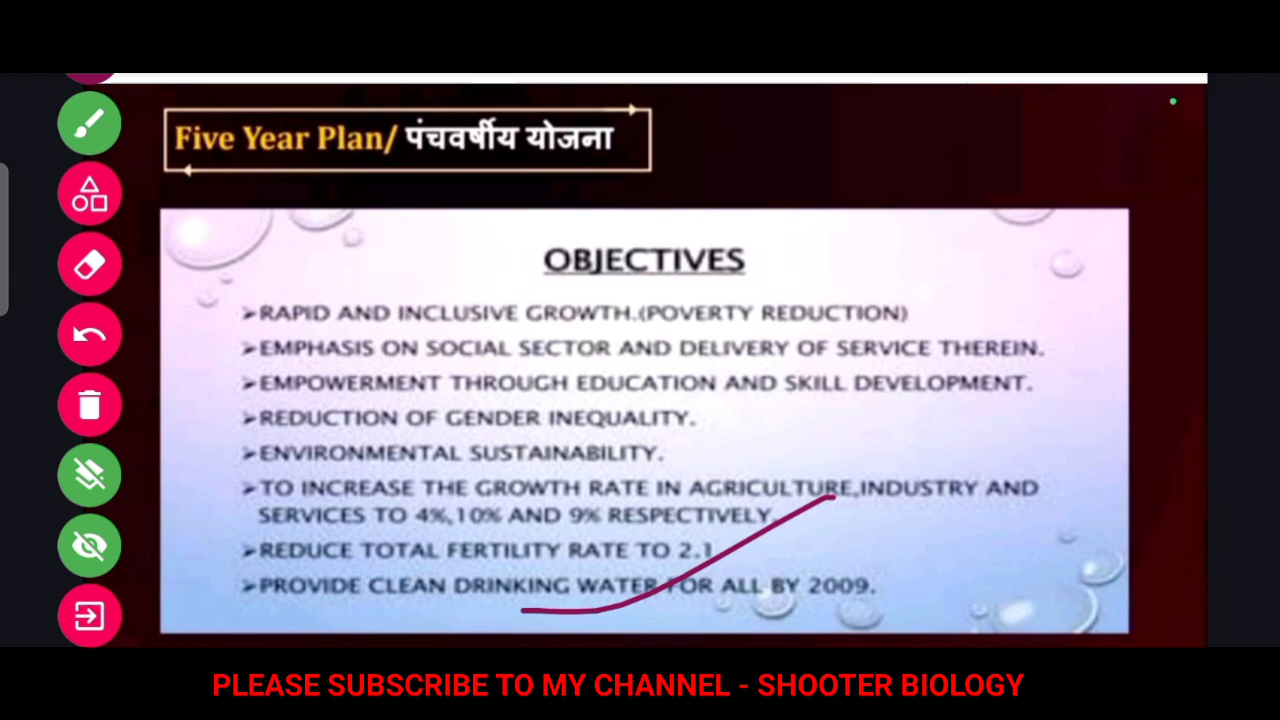 Five Year Plan/ पंचवर्षीय योजना
OBJECTIVES
➢RAPID AND INCLUSIVE GROWTH.(POVERTY REDUCTION)
➢EMPHASIS ON SOCIAL SECTOR AND DELIVERY OF SERVICE THEREIN.
➢EMPOWERMENT THROUGH EDUCATION AND SKILL DEVELOPMENT.
➢REDUCTION OF GENDER INEQUALITY.
➢ENVIRONMENTAL SUSTAINABILITY.
➢TO INCREASE THE GROWTH RATE IN AGRICULTURE,INDUSTRY AND
SERVICES TO 4%,10% AND 9% RESPECTIVELY.
➢REDUCE TOTAL FERTILITY RATE TO 2.1
➢PROVIDE CLEAN DRINKING WATER FOR ALL BY 2009.
PLEASE SUBSCRIBE TO MY CHANNEL - SHOOTER BIOLOGY